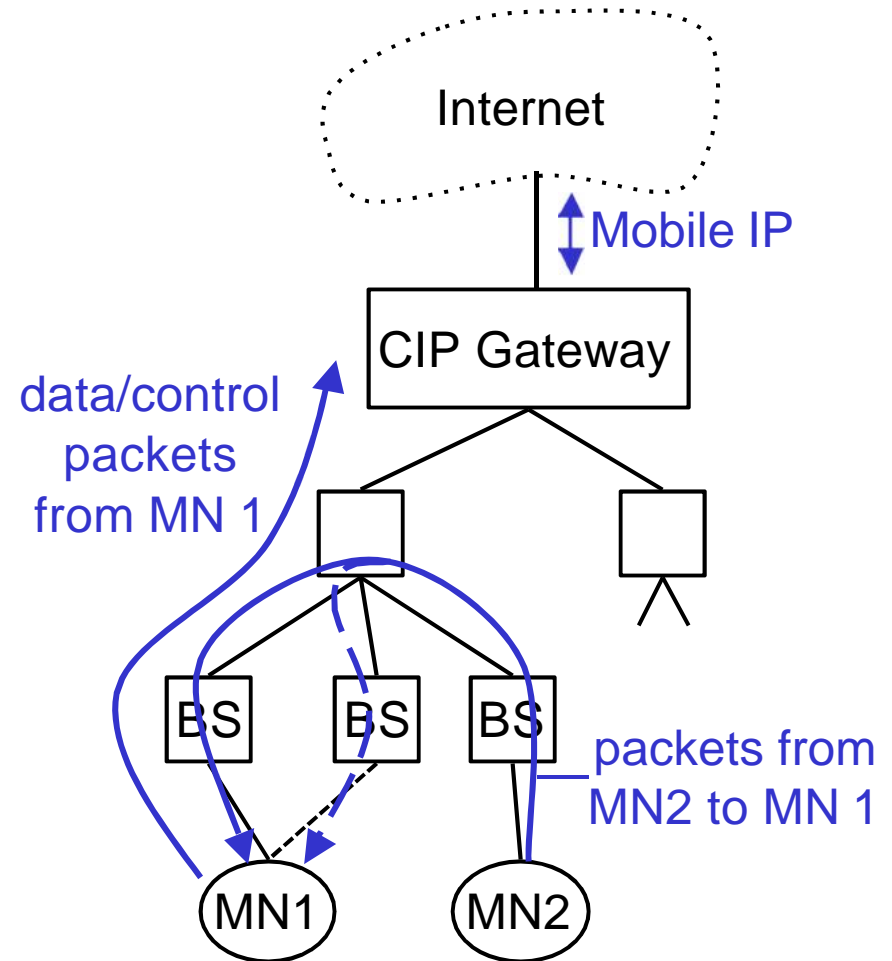 Internet
Mobile IP
CIP Gateway
data/control
packets
from MN 1
BS
BS
BS
packets from
MN2 to MN 1
MN1
MN2